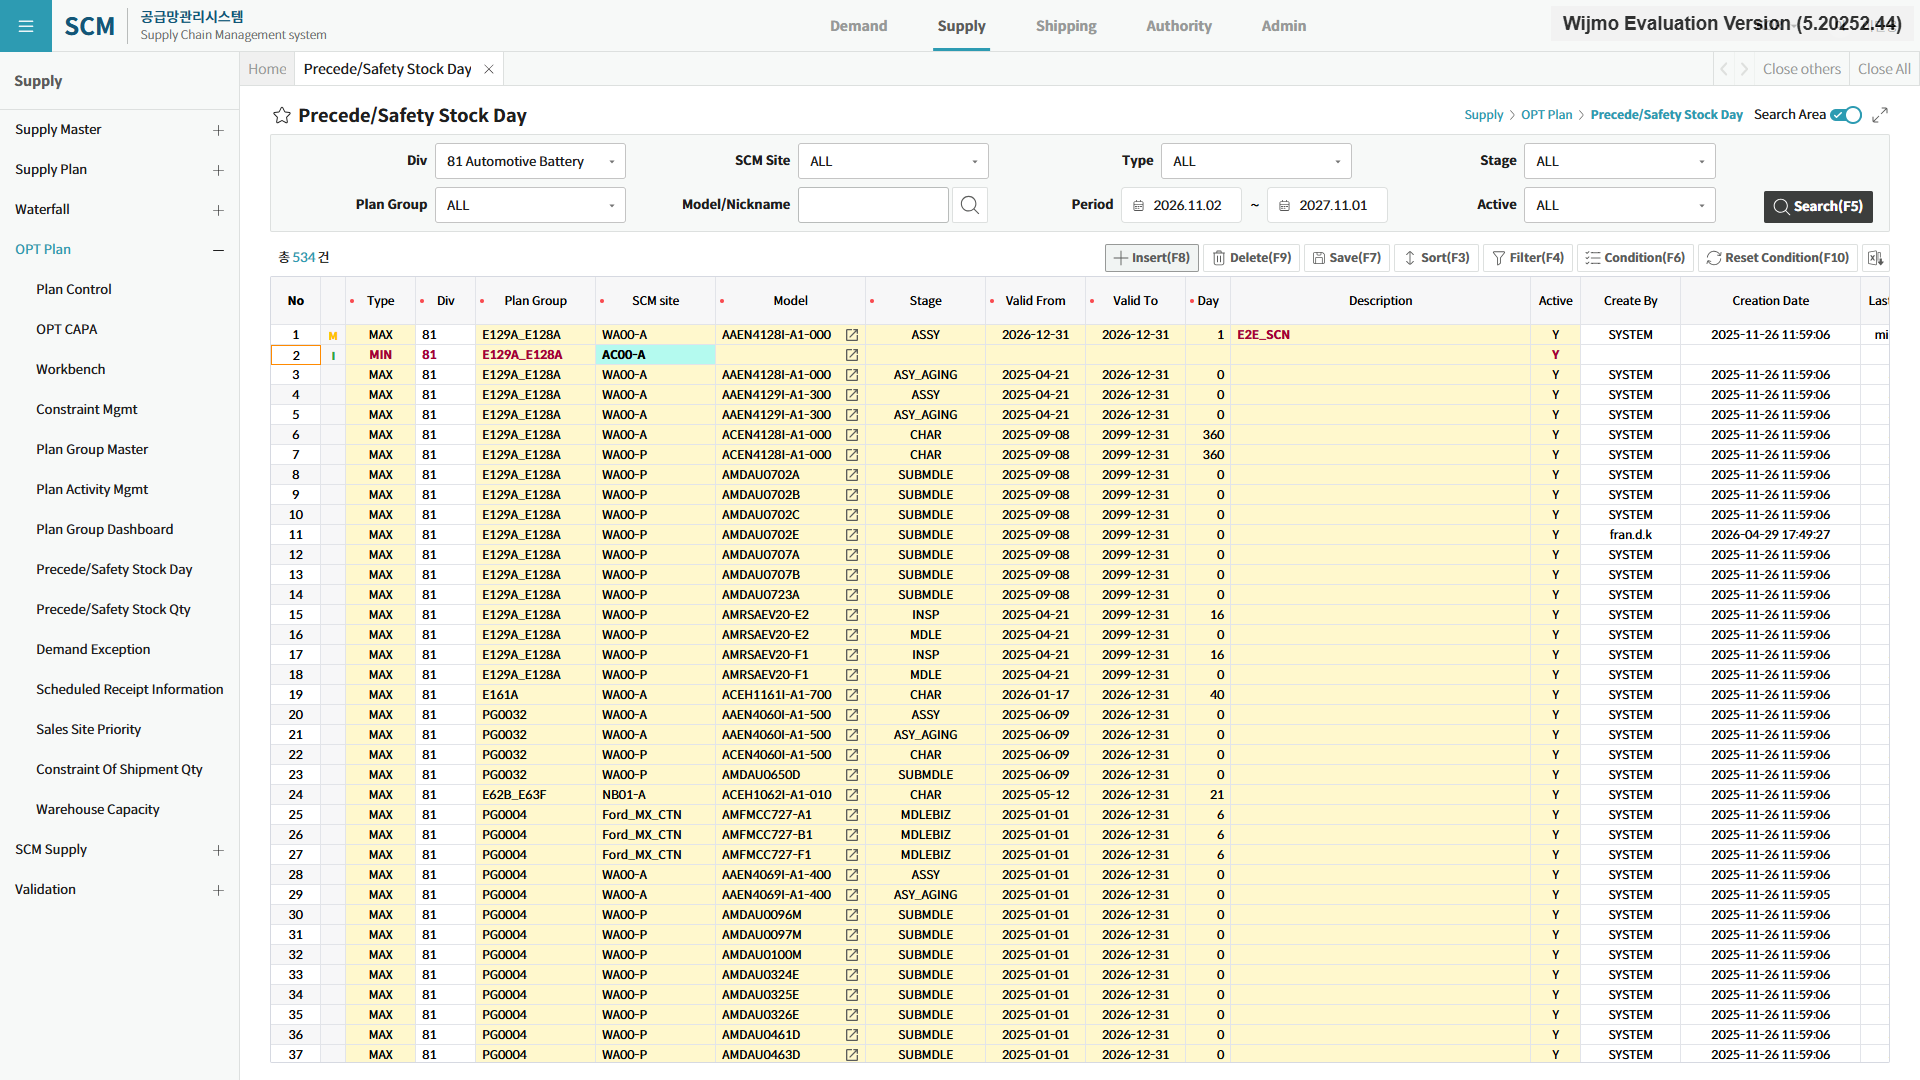 SCM
공급망관리시스템
Supply Chain Management system
Demand
Supply
Shipping
Authority
Admin
Wijmo Evaluation Version (5.20252.44)
Supply
Home
Precede/Safety Stock Day
Close others
Close All
Supply Master
Supply Plan
Waterfall
OPT Plan
Plan Control
OPT CAPA
Workbench
Constraint Mgmt
Plan Group Master
Plan Activity Mgmt
Plan Group Dashboard
Precede/Safety Stock Day
Precede/Safety Stock Qty
Demand Exception
Scheduled Receipt Information
Sales Site Priority
Constraint Of Shipment Qty
Warehouse Capacity
SCM Supply
Validation
Precede/Safety Stock Day
Supply > OPT Plan > Precede/Safety Stock Day Search Area
Div 81 Automotive Battery SCM Site ALL Type ALL Stage ALL
Plan Group ALL Model/Nickname Period 2026.11.02 ~ 2027.11.01 Active ALL Search(F5)
총 534 건
Insert(F8) Delete(F9) Save(F7) Sort(F3) Filter(F4) Condition(F6) Reset Condition(F10)
No Type Div Plan Group SCM site Model Stage Valid From Valid To Day Description Active Create By Creation Date Las
1 M MAX 81 E129A_E128A WA00-A AAEN4128I-A1-000 ASSY 2026-12-31 2026-12-31 1 E2E_SCN Y SYSTEM 2025-11-26 11:59:06 mi
2 I MIN 81 E129A_E128A AC00-A Y
3 MAX 81 E129A_E128A WA00-A AAEN4128I-A1-000 ASY_AGING 2025-04-21 2026-12-31 0 Y SYSTEM 2025-11-26 11:59:06
4 MAX 81 E129A_E128A WA00-A AAEN4129I-A1-300 ASSY 2025-04-21 2026-12-31 0 Y SYSTEM 2025-11-26 11:59:06
5 MAX 81 E129A_E128A WA00-A AAEN4129I-A1-300 ASY_AGING 2025-04-21 2026-12-31 0 Y SYSTEM 2025-11-26 11:59:06
6 MAX 81 E129A_E128A WA00-A ACEN4128I-A1-000 CHAR 2025-09-08 2099-12-31 360 Y SYSTEM 2025-11-26 11:59:06
7 MAX 81 E129A_E128A WA00-P ACEN4128I-A1-000 CHAR 2025-09-08 2099-12-31 360 Y SYSTEM 2025-11-26 11:59:06
8 MAX 81 E129A_E128A WA00-P AMDAU0702A SUBMDLE 2025-09-08 2099-12-31 0 Y SYSTEM 2025-11-26 11:59:06
9 MAX 81 E129A_E128A WA00-P AMDAU0702B SUBMDLE 2025-09-08 2099-12-31 0 Y SYSTEM 2025-11-26 11:59:06
10 MAX 81 E129A_E128A WA00-P AMDAU0702C SUBMDLE 2025-09-08 2099-12-31 0 Y SYSTEM 2025-11-26 11:59:06
11 MAX 81 E129A_E128A WA00-P AMDAU0702E SUBMDLE 2025-09-08 2099-12-31 0 Y fran.d.k 2026-04-29 17:49:27
12 MAX 81 E129A_E128A WA00-P AMDAU0707A SUBMDLE 2025-09-08 2099-12-31 0 Y SYSTEM 2025-11-26 11:59:06
13 MAX 81 E129A_E128A WA00-P AMDAU0707B SUBMDLE 2025-09-08 2099-12-31 0 Y SYSTEM 2025-11-26 11:59:06
14 MAX 81 E129A_E128A WA00-P AMDAU0723A SUBMDLE 2025-09-08 2099-12-31 0 Y SYSTEM 2025-11-26 11:59:06
15 MAX 81 E129A_E128A WA00-P AMRSAEV20-E2 INSP 2025-04-21 2099-12-31 16 Y SYSTEM 2025-11-26 11:59:06
16 MAX 81 E129A_E128A WA00-P AMRSAEV20-E2 MDLE 2025-04-21 2099-12-31 0 Y SYSTEM 2025-11-26 11:59:06
17 MAX 81 E129A_E128A WA00-P AMRSAEV20-F1 INSP 2025-04-21 2099-12-31 16 Y SYSTEM 2025-11-26 11:59:06
18 MAX 81 E129A_E128A WA00-P AMRSAEV20-F1 MDLE 2025-04-21 2099-12-31 0 Y SYSTEM 2025-11-26 11:59:06
19 MAX 81 E161A WA00-A ACEH1161I-A1-700 CHAR 2026-01-17 2026-12-31 40 Y SYSTEM 2025-11-26 11:59:06
20 MAX 81 PG0032 WA00-A AAEN4060I-A1-500 ASSY 2025-06-09 2026-12-31 0 Y SYSTEM 2025-11-26 11:59:06
21 MAX 81 PG0032 WA00-A AAEN4060I-A1-500 ASY_AGING 2025-06-09 2026-12-31 0 Y SYSTEM 2025-11-26 11:59:06
22 MAX 81 PG0032 WA00-P ACEN4060I-A1-500 CHAR 2025-06-09 2026-12-31 0 Y SYSTEM 2025-11-26 11:59:06
23 MAX 81 PG0032 WA00-P AMDAU0650D SUBMDLE 2025-06-09 2026-12-31 0 Y SYSTEM 2025-11-26 11:59:06
24 MAX 81 E62B_E63F NB01-A ACEH1062I-A1-010 CHAR 2025-05-12 2026-12-31 21 Y SYSTEM 2025-11-26 11:59:06
25 MAX 81 PG0004 Ford_MX_CTN AMFMCC727-A1 MDLEBIZ 2025-01-01 2026-12-31 6 Y SYSTEM 2025-11-26 11:59:06
26 MAX 81 PG0004 Ford_MX_CTN AMFMCC727-B1 MDLEBIZ 2025-01-01 2026-12-31 6 Y SYSTEM 2025-11-26 11:59:06
27 MAX 81 PG0004 Ford_MX_CTN AMFMCC727-F1 MDLEBIZ 2025-01-01 2026-12-31 6 Y SYSTEM 2025-11-26 11:59:06
28 MAX 81 PG0004 WA00-A AAEN4069I-A1-400 ASSY 2025-01-01 2026-12-31 0 Y SYSTEM 2025-11-26 11:59:06
29 MAX 81 PG0004 WA00-A AAEN4069I-A1-400 ASY_AGING 2025-01-01 2026-12-31 0 Y SYSTEM 2025-11-26 11:59:05
30 MAX 81 PG0004 WA00-P AMDAU0096M SUBMDLE 2025-01-01 2026-12-31 0 Y SYSTEM 2025-11-26 11:59:06
31 MAX 81 PG0004 WA00-P AMDAU0097M SUBMDLE 2025-01-01 2026-12-31 0 Y SYSTEM 2025-11-26 11:59:06
32 MAX 81 PG0004 WA00-P AMDAU0100M SUBMDLE 2025-01-01 2026-12-31 0 Y SYSTEM 2025-11-26 11:59:06
33 MAX 81 PG0004 WA00-P AMDAU0324E SUBMDLE 2025-01-01 2026-12-31 0 Y SYSTEM 2025-11-26 11:59:06
34 MAX 81 PG0004 WA00-P AMDAU0325E SUBMDLE 2025-01-01 2026-12-31 0 Y SYSTEM 2025-11-26 11:59:06
35 MAX 81 PG0004 WA00-P AMDAU0326E SUBMDLE 2025-01-01 2026-12-31 0 Y SYSTEM 2025-11-26 11:59:06
36 MAX 81 PG0004 WA00-P AMDAU0461D SUBMDLE 2025-01-01 2026-12-31 0 Y SYSTEM 2025-11-26 11:59:06
37 MAX 81 PG0004 WA00-P AMDAU0463D SUBMDLE 2025-01-01 2026-12-31 0 Y SYSTEM 2025-11-26 11:59:06